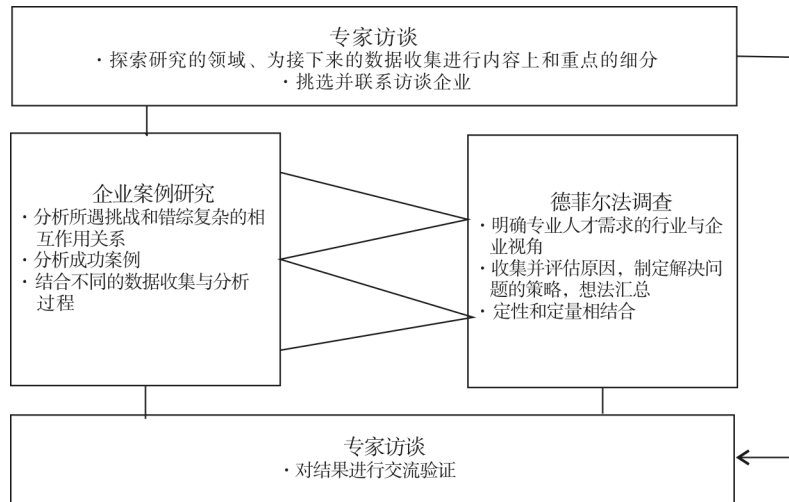 专家访谈
· 探索研究的领域、为接下来的数据收集进行内容上和重点的细分
· 挑选并联系访谈企业
企业案例研究
· 分析所遇挑战和错综复杂的相
互作用关系
· 分析成功案例
· 结合不同的数据收集与分析
过程
德菲尔法调查
· 明确专业人才需求的行业与企
业视角
· 收集并评估原因，制定解决问
题的策略，想法汇总
· 定性和定量相结合
专家访谈
· 对结果进行交流验证